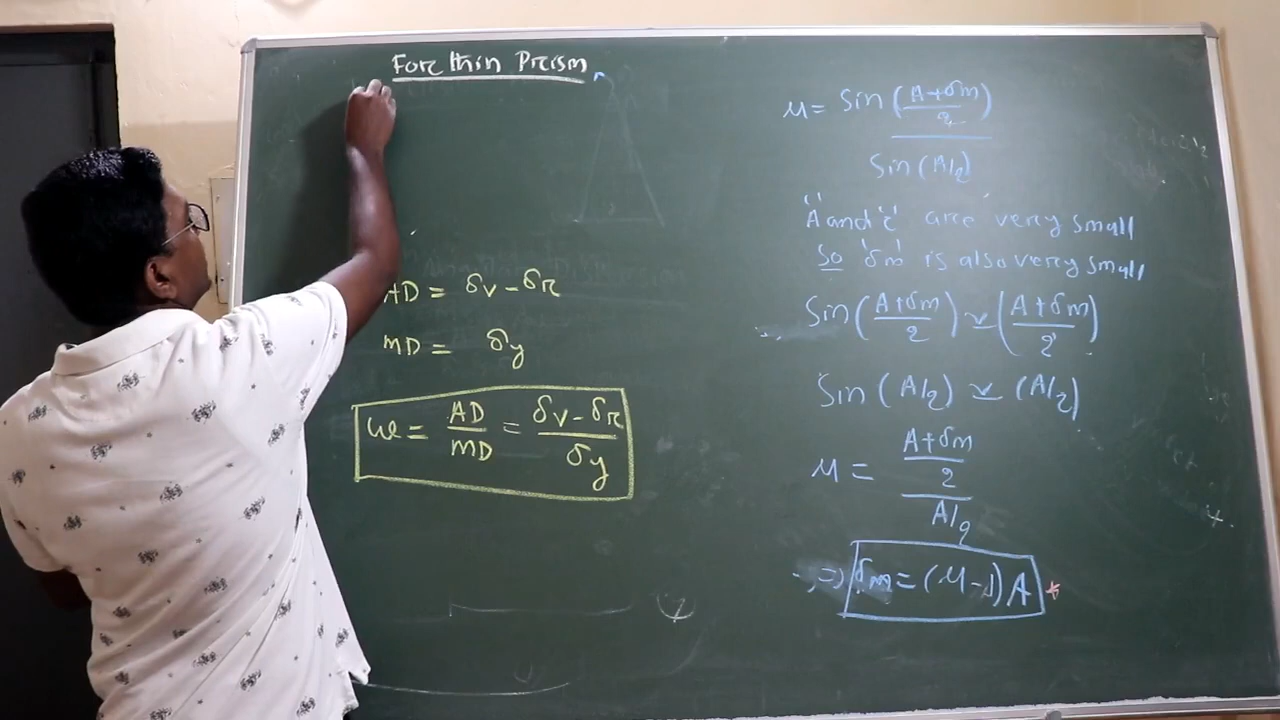 For thin Prism
AD = δv - δr
MD = δy
ω = AD/MD = (δv - δr)/δy
μ = Sin((A+δm)/2) / Sin(A/2)
"A and 'i' are very small
So 'δm' is also very small
Sin((A+δm)/2) ≃ ((A+δm)/2)
Sin(A/2) ≃ (A/2)
μ = ((A+δm)/2) / (A/2)
⇒ δm = (μ-1)A *